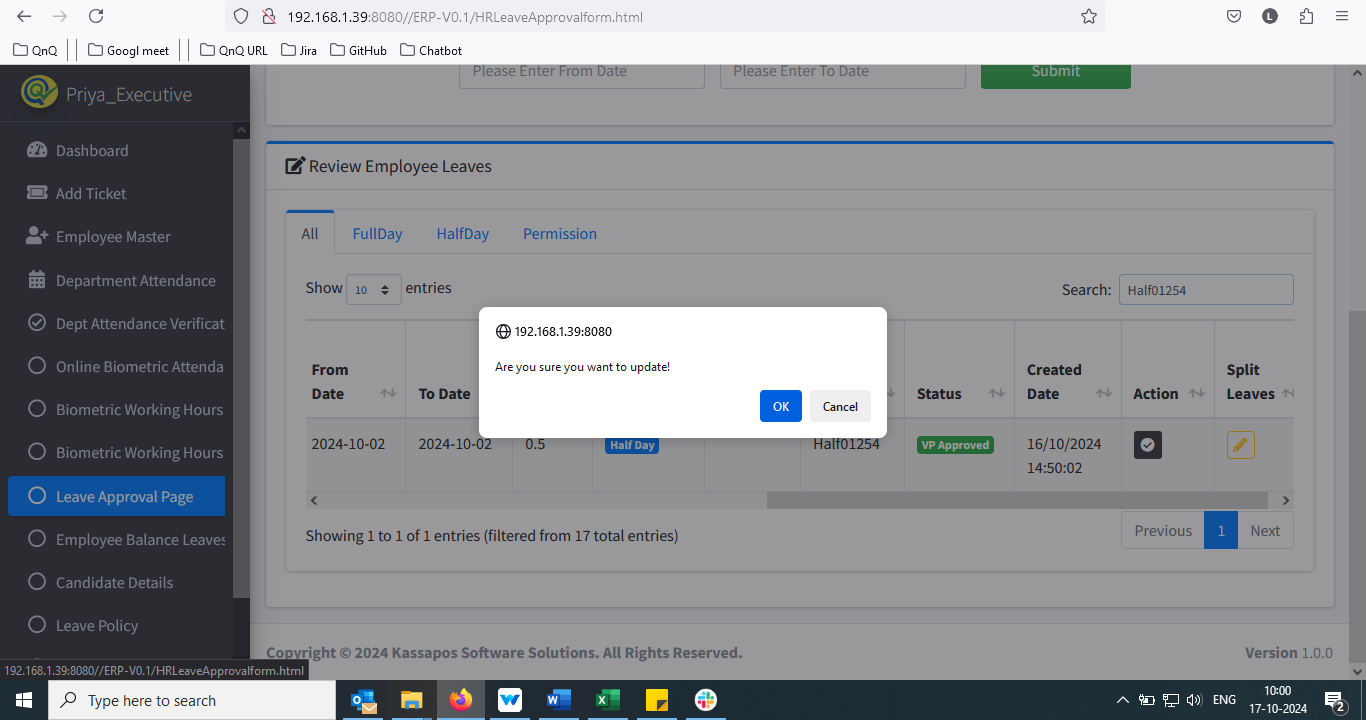 192.168.1.39:8080//ERP-V0.1/HRLeaveApprovalform.html
L
QnQ
Googl meet
QnQ URL
Jira
GitHub
Chatbot
Priya_Executive
Dashboard
Add Ticket
Employee Master
Department Attendance
Dept Attendance Verificat
Online Biometric Attenda
Biometric Working Hours
Biometric Working Hours
Leave Approval Page
Employee Balance Leaves
Candidate Details
Leave Policy
192.168.1.39:8080//ERP-V0.1/HRLeaveApprovalform.html
Please Enter From Date
Please Enter To Date
Submit
Review Employee Leaves
All
FullDay
HalfDay
Permission
Show 10 entries
Search: Half01254
192.168.1.39:8080
Are you sure you want to update!
OK
Cancel
From Date
To Date
Status
Created Date
Action
Split Leaves
2024-10-02
2024-10-02
0.5
Half Day
Half01254
VP Approved
16/10/2024
14:50:02
Showing 1 to 1 of 1 entries (filtered from 17 total entries)
Previous
1
Next
Copyright © 2024 Kassapos Software Solutions. All Rights Reserved.
Version 1.0.0
Type here to search
ENG
10:00
17-10-2024
2